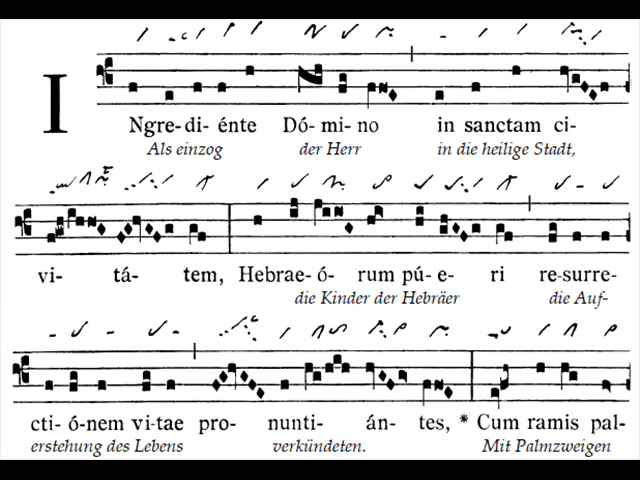 INgre-di-énte Dó-mi-no in sanctam ci-
Als einzog der Herr in die heilige Stadt,
vi-tá-tem, Hebrae-ó-rum pú-e-ri re-surre-
die Kinder der Hebräer die Auf-
cti-ó-nem vi-tae pro-nunti-án-tes, * Cum ramis pal-
erstehung des Lebens verkündeten. Mit Palmzweigen